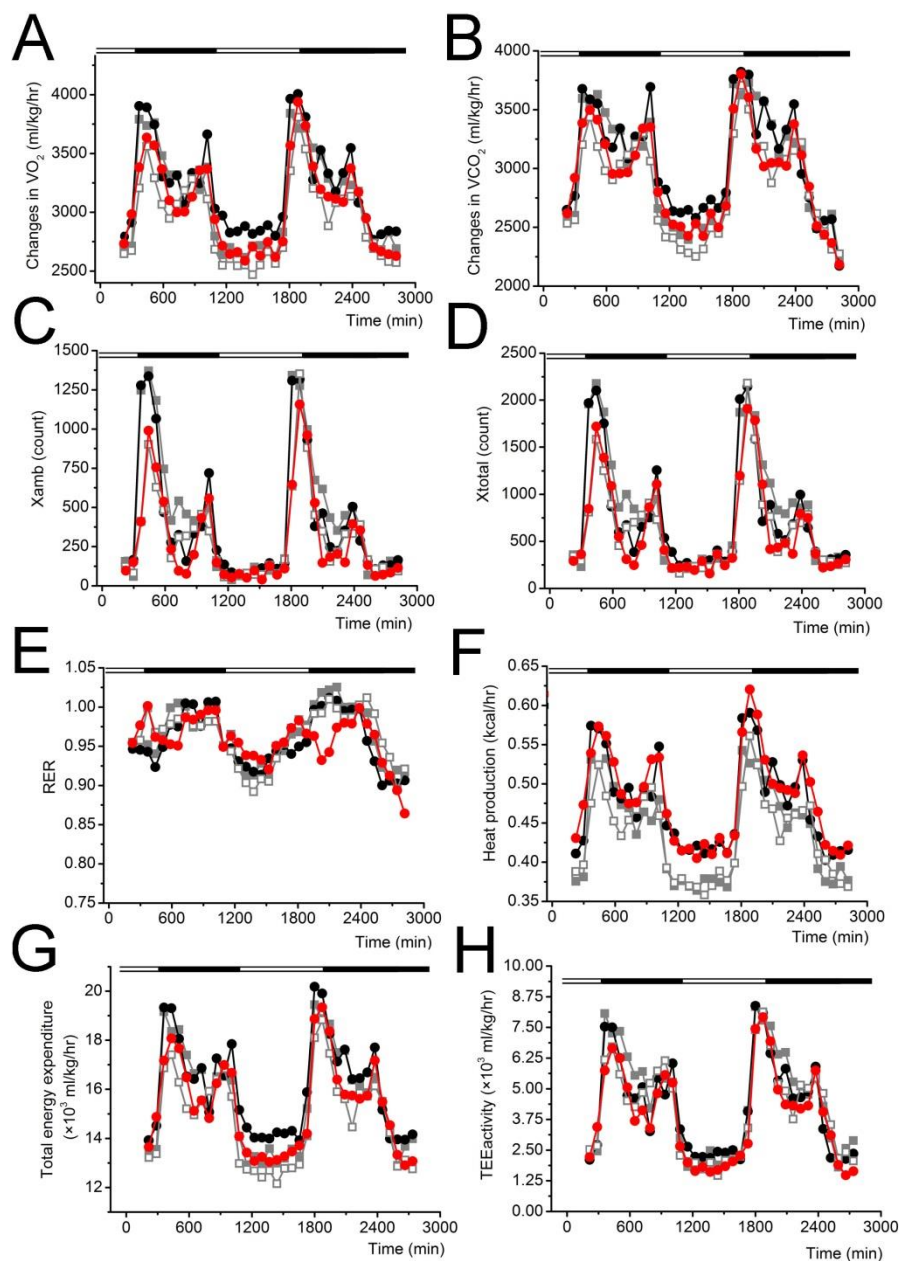 A
Changes in VO2 (ml/kg/hr)
4000
3500
3000
2500
0 600 1200 1800 2400 3000
Time (min)
B
Changes in VCO2 (ml/kg/hr)
4000
3500
3000
2500
2000
0 600 1200 1800 2400 3000
Time (min)
C
Xamb (count)
1500
1250
1000
750
500
250
0
0 600 1200 1800 2400 3000
Time (min)
D
Xtotal (count)
2500
2000
1500
1000
500
0
0 600 1200 1800 2400 3000
Time (min)
E
RER
1.05
1.00
0.95
0.90
0.85
0.80
0.75
0 600 1200 1800 2400 3000
Time (min)
F
Heat production (kcal/hr)
0.65
0.60
0.55
0.50
0.45
0.40
0.35
0 600 1200 1800 2400 3000
Time (min)
G
Total energy expenditure
(×10³ ml/kg/hr)
20
18
16
14
12
0 600 1200 1800 2400 3000
Time (min)
H
TEEactivity (×10³ ml/kg/hr)
10.00
8.75
7.50
6.25
5.00
3.75
2.50
1.25
0.00
0 600 1200 1800 2400 3000
Time (min)